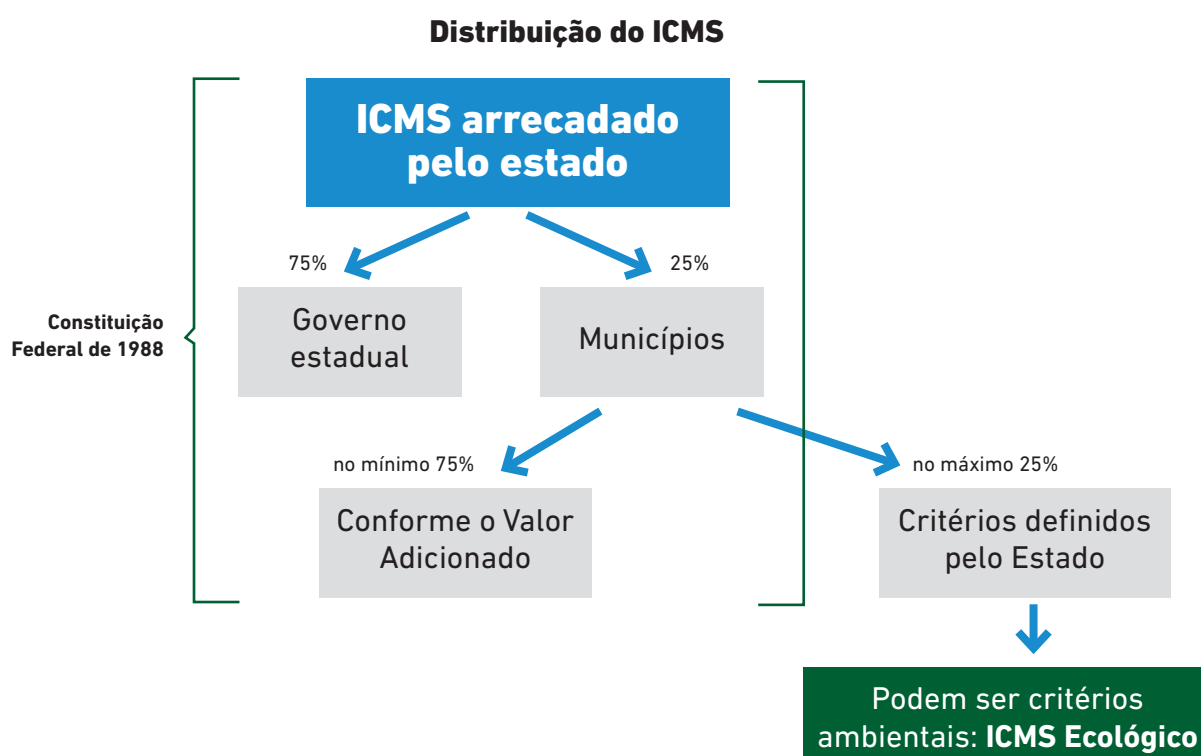 Distribuição do ICMS
ICMS arrecadado
pelo estado
75%
25%
Governo
estadual
Municípios
Constituição
Federal de 1988
no mínimo 75%
no máximo 25%
Conforme o Valor
Adicionado
Critérios definidos
pelo Estado
Podem ser critérios
ambientais: ICMS Ecológico